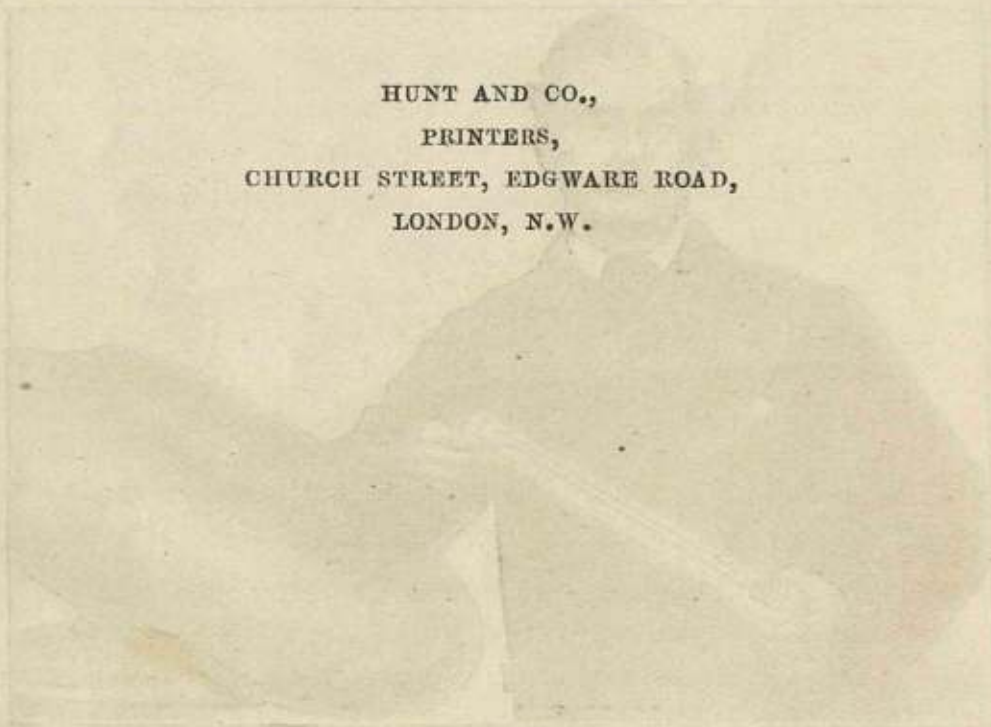 HUNT AND CO.,
PRINTERS,
CHURCH STREET, EDGWARE ROAD,
LONDON, N.W.